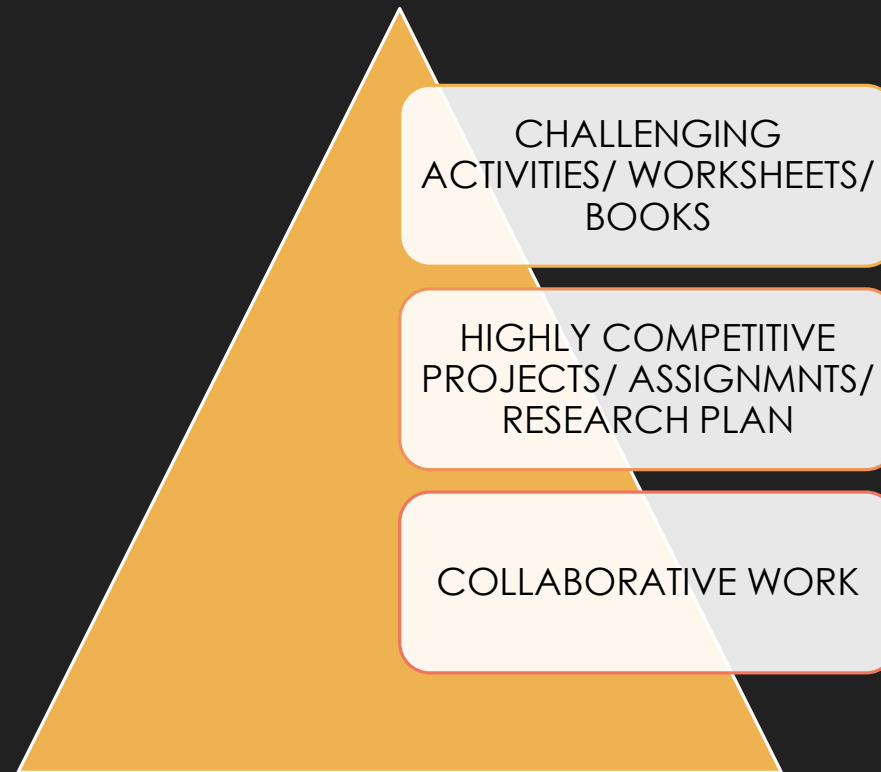 CHALLENGING
ACTIVITIES/ WORKSHEETS/
BOOKS
HIGHLY COMPETITIVE
PROJECTS/ ASSIGNMNTS/
RESEARCH PLAN
COLLABORATIVE WORK